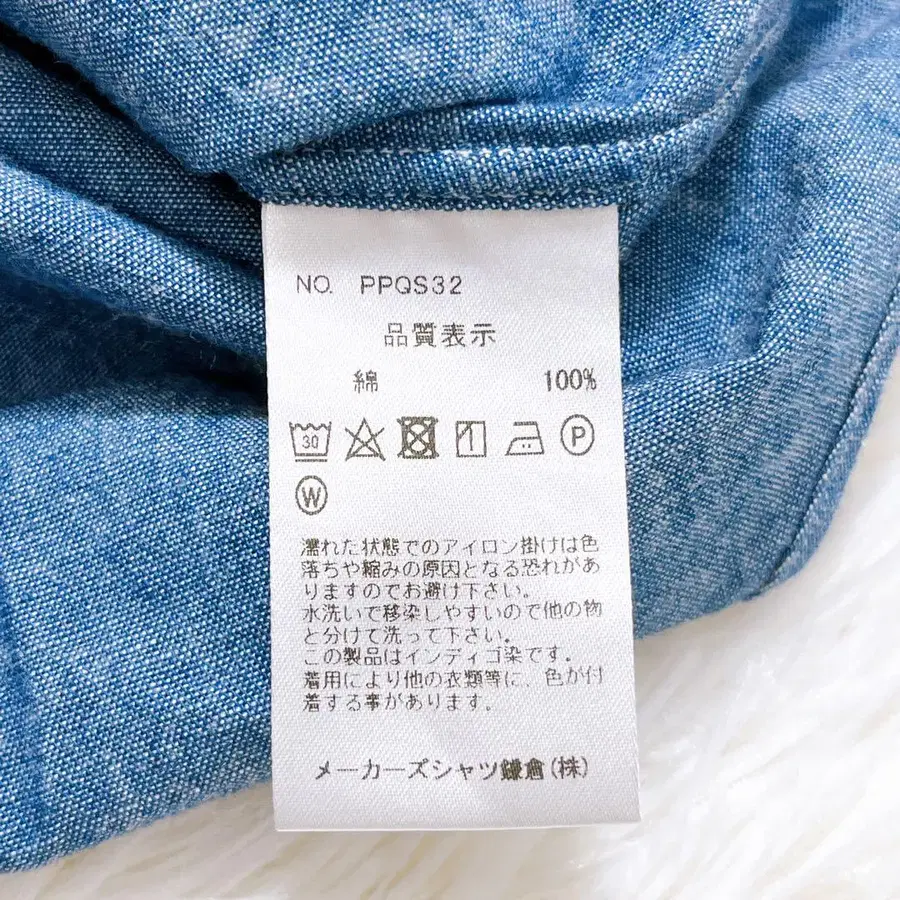 NO. PPQS32
品質表示
綿 100%
30 P
W
濡れた状態でのアイロン掛けは色
落ちや縮みの原因となる恐れがあ
りますのでお避け下さい。
水洗いで移染しやすいので他の物
と分けて洗って下さい。
この製品はインディゴ染です。
着用により他の衣類等に、色が付
着する事があります。
メーカーズシャツ鎌倉(株)